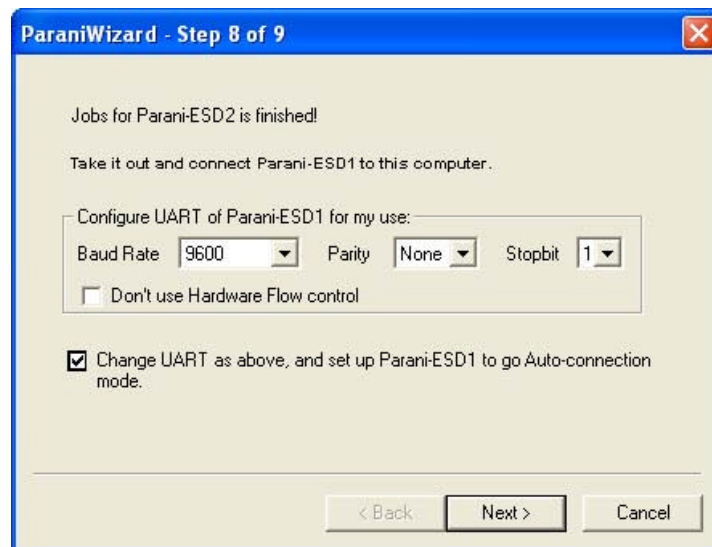 ParaniWizard - Step 8 of 9
Jobs for Parani-ESD2 is finished!
Take it out and connect Parani-ESD1 to this computer.
Configure UART of Parani-ESD1 for my use:
Baud Rate 9600 Parity None Stopbit 1
Don't use Hardware Flow control
Change UART as above, and set up Parani-ESD1 to go Auto-connection
mode.
< Back Next > Cancel